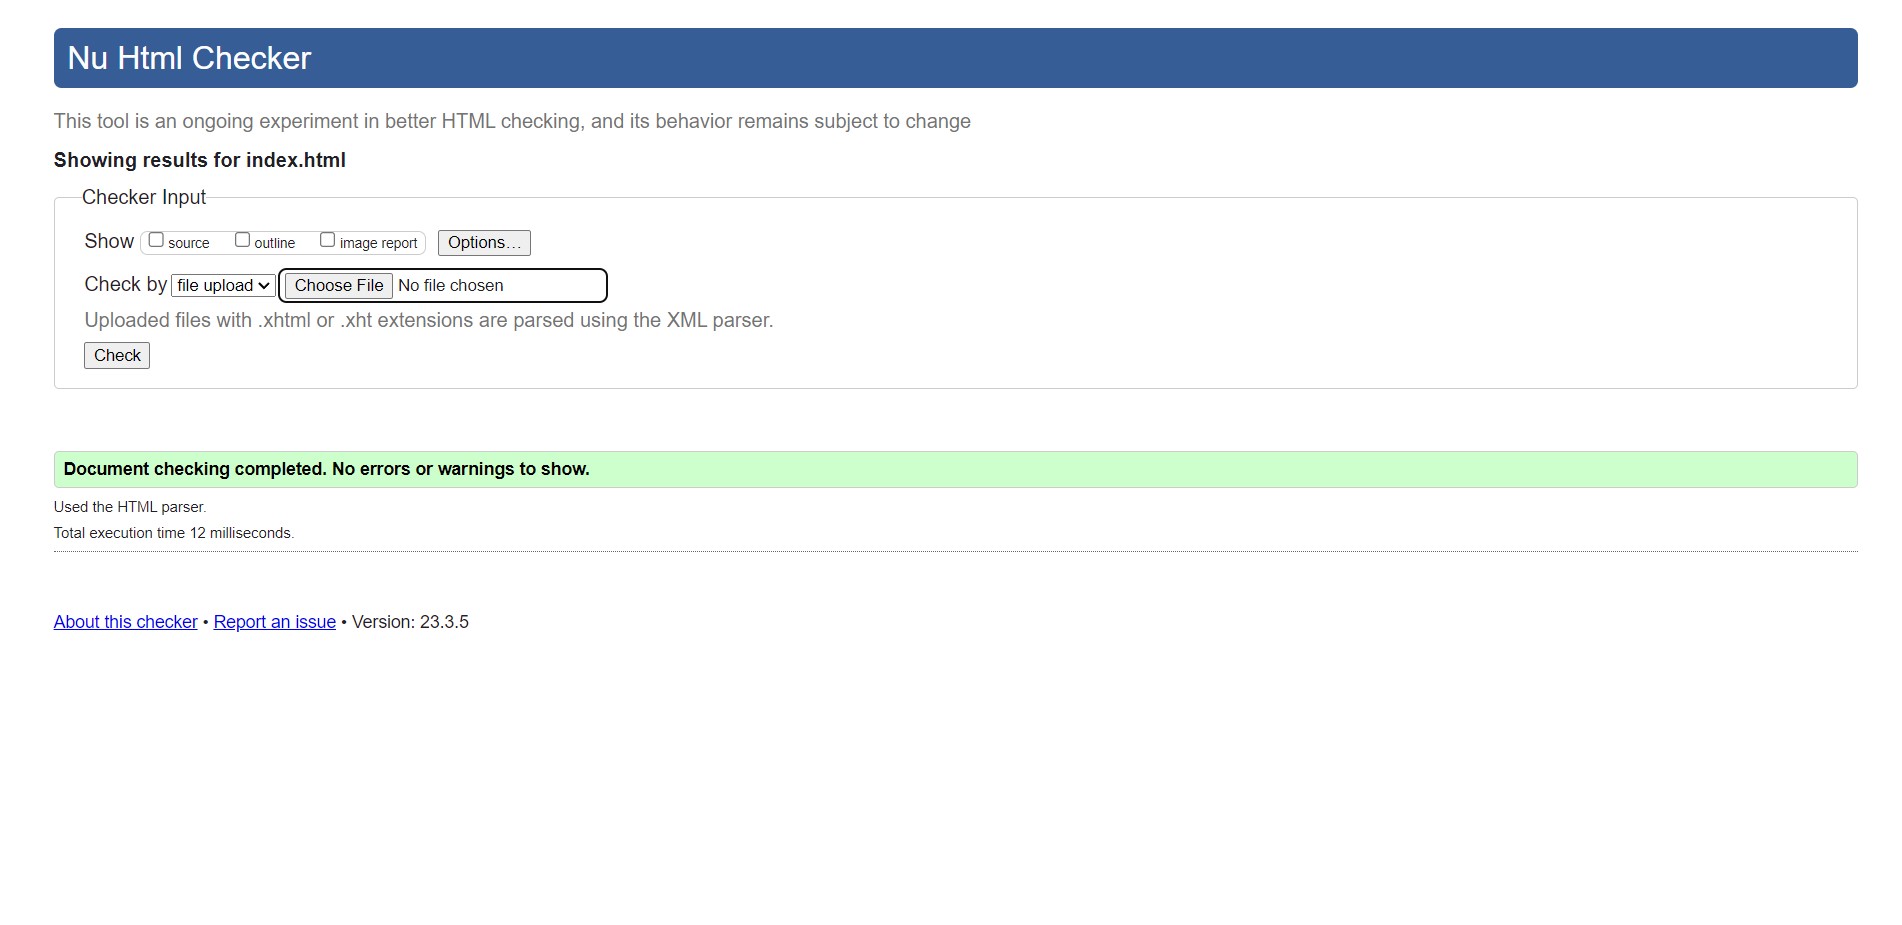 Nu Html Checker
This tool is an ongoing experiment in better HTML checking, and its behavior remains subject to change
Showing results for index.html
Checker Input
Show source outline image report Options…
Check by file upload Choose File No file chosen
Uploaded files with .xhtml or .xht extensions are parsed using the XML parser.
Check
Document checking completed. No errors or warnings to show.
Used the HTML parser.
Total execution time 12 milliseconds.
About this checker • Report an issue • Version: 23.3.5